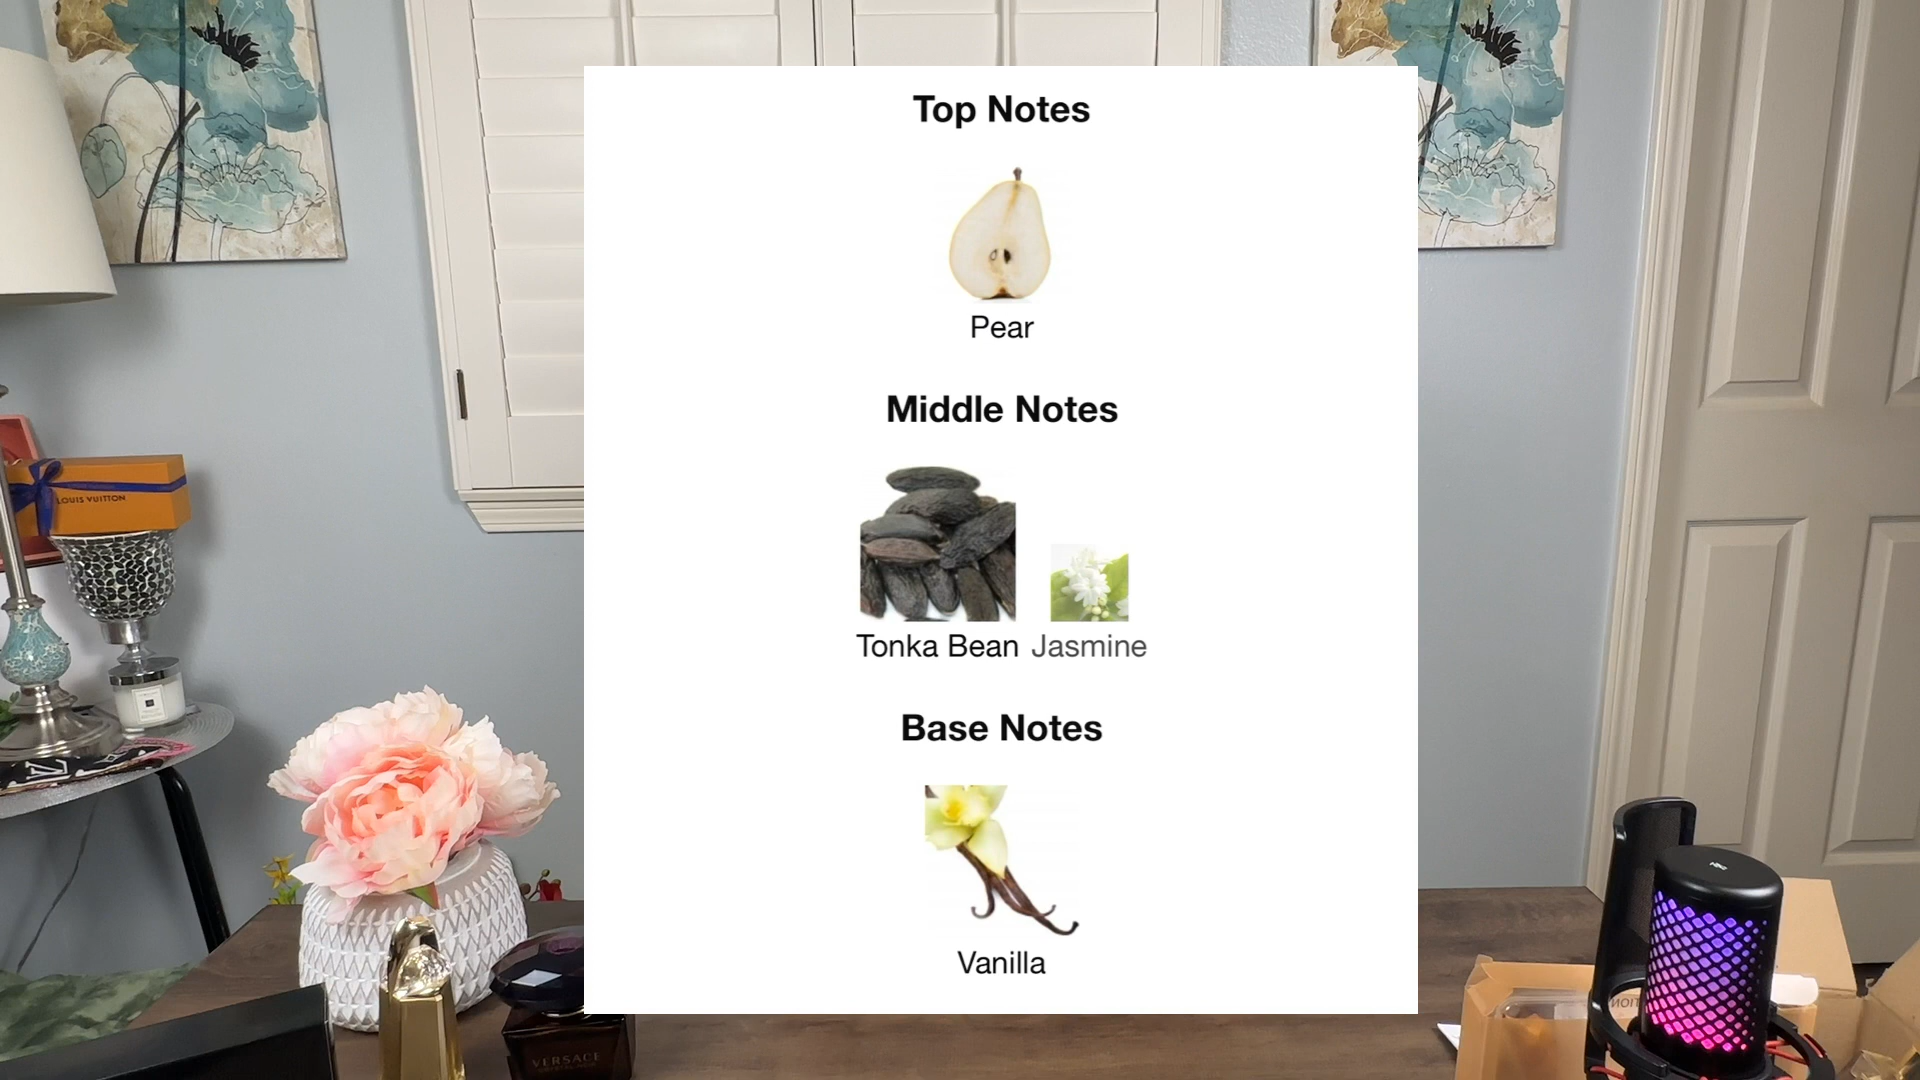 Top Notes
Pear
Middle Notes
Tonka Bean Jasmine
Base Notes
Vanilla
LOUIS VUITTON
VERSACE